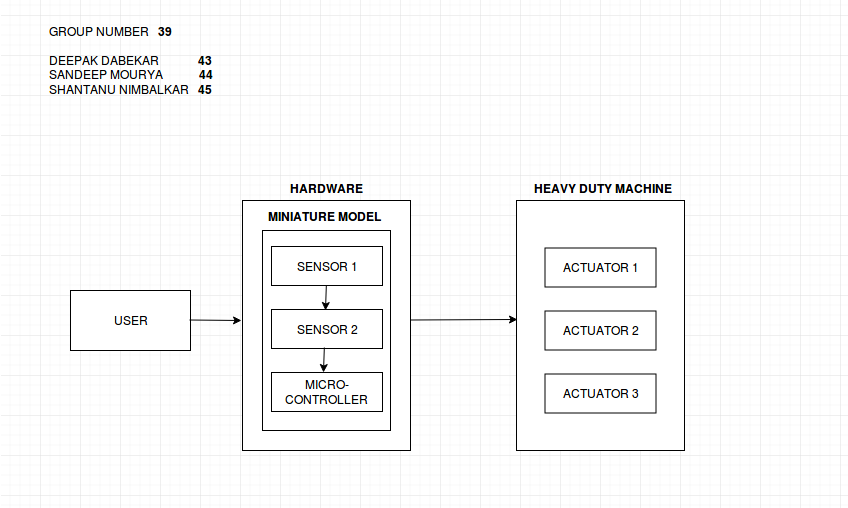 GROUP NUMBER 39
DEEPAK DABEKAR 43
SANDEEP MOURYA 44
SHANTANU NIMBALKAR 45
HARDWARE
MINIATURE MODEL
SENSOR 1
SENSOR 2
MICRO-
CONTROLLER
USER
HEAVY DUTY MACHINE
ACTUATOR 1
ACTUATOR 2
ACTUATOR 3